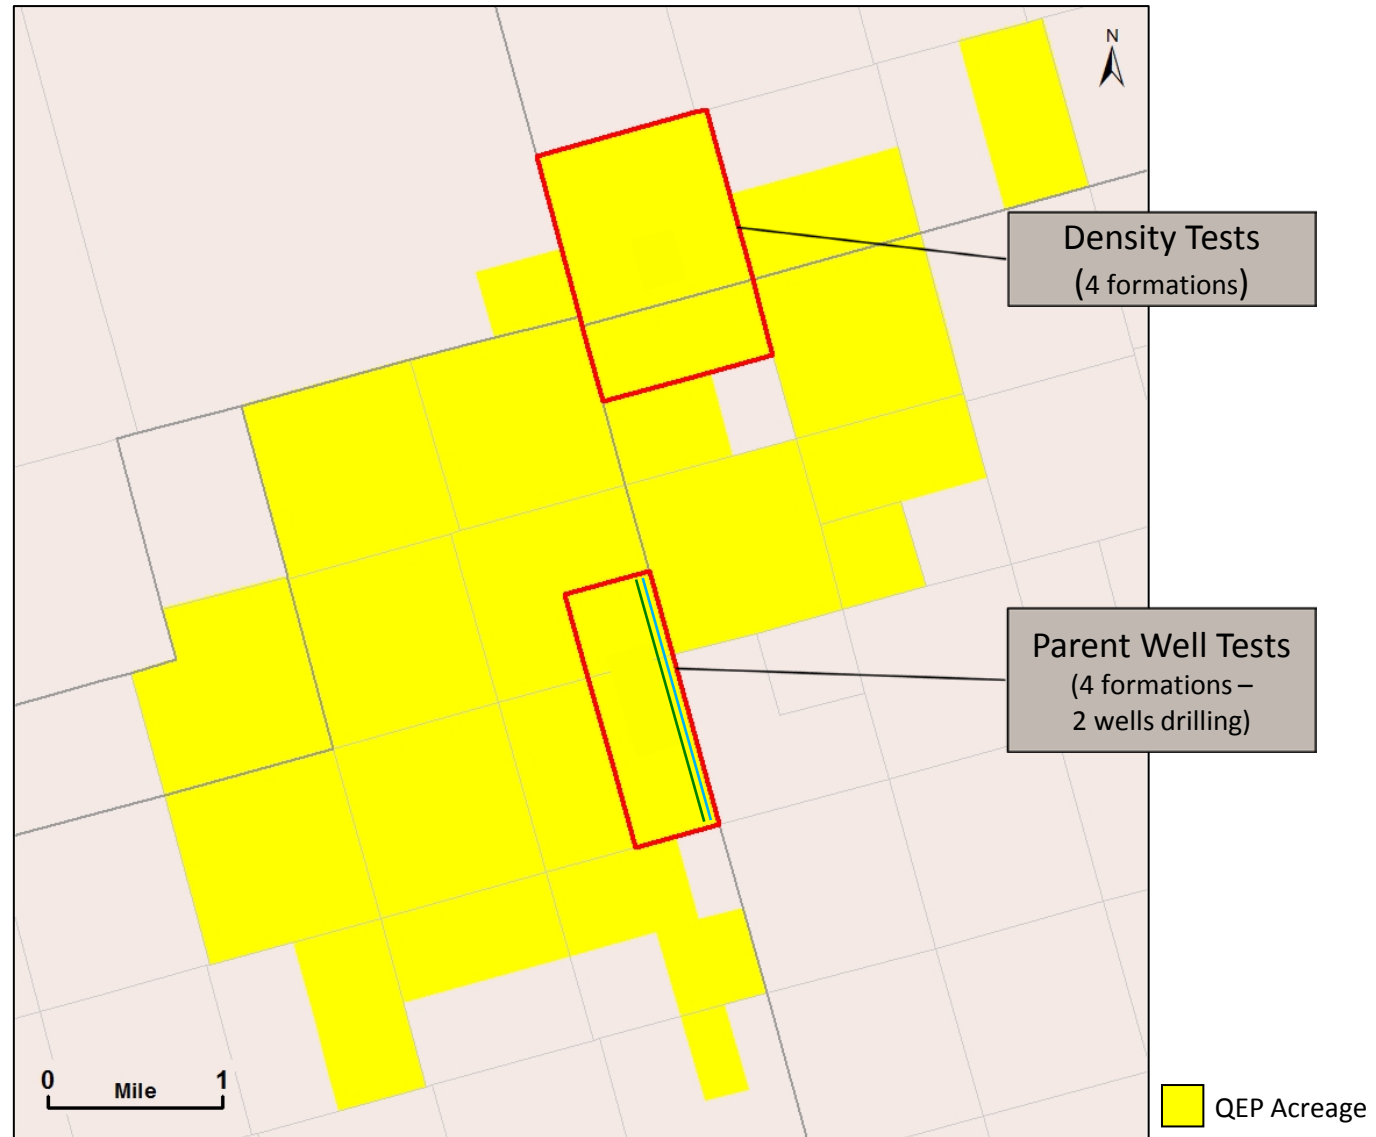 N
Density Tests
(4 formations)
Parent Well Tests
(4 formations –
2 wells drilling)
0 Mile 1
QEP Acreage